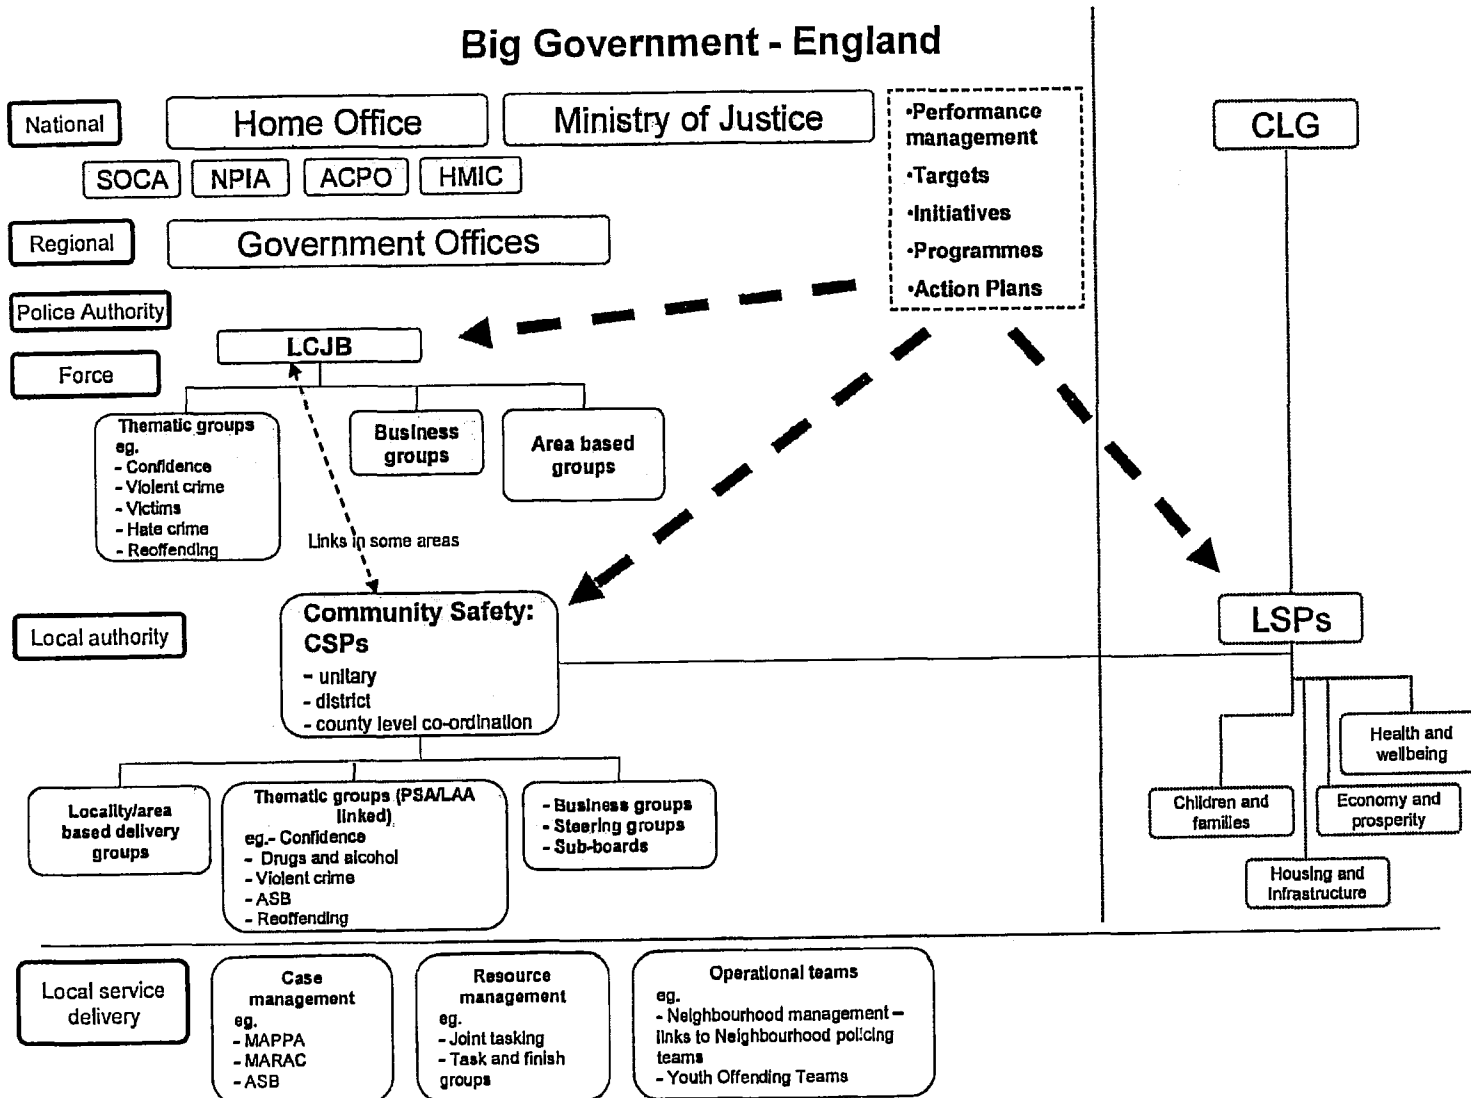 Big Government - England
National
Home Office
Ministry of Justice
•Performance
management
•Targets
•Initiatives
•Programmes
•Action Plans
CLG
SOCA
NPIA
ACPO
HMIC
Regional
Government Offices
Police Authority
LCJB
Force
Thematic groups
eg.
- Confidence
- Violent crime
- Victims
- Hate crime
- Reoffending
Business
groups
Area based
groups
Links in some areas
Local authority
Community Safety:
CSPs
- unitary
- district
- county level co-ordination
LSPs
Health and
wellbeing
Children and
families
Economy and
prosperity
Housing and
Infrastructure
Locality/area
based delivery
groups
Thematic groups (PSA/LAA
linked)
eg.- Confidence
- Drugs and alcohol
- Violent crime
- ASB
- Reoffending
- Business groups
- Steering groups
- Sub-boards
Local service
delivery
Case
management
eg.
- MAPPA
- MARAC
- ASB
Resource
management
eg.
- Joint tasking
- Task and finish
groups
Operational teams
eg.
- Neighbourhood management –
links to Neighbourhood policing
teams
- Youth Offending Teams